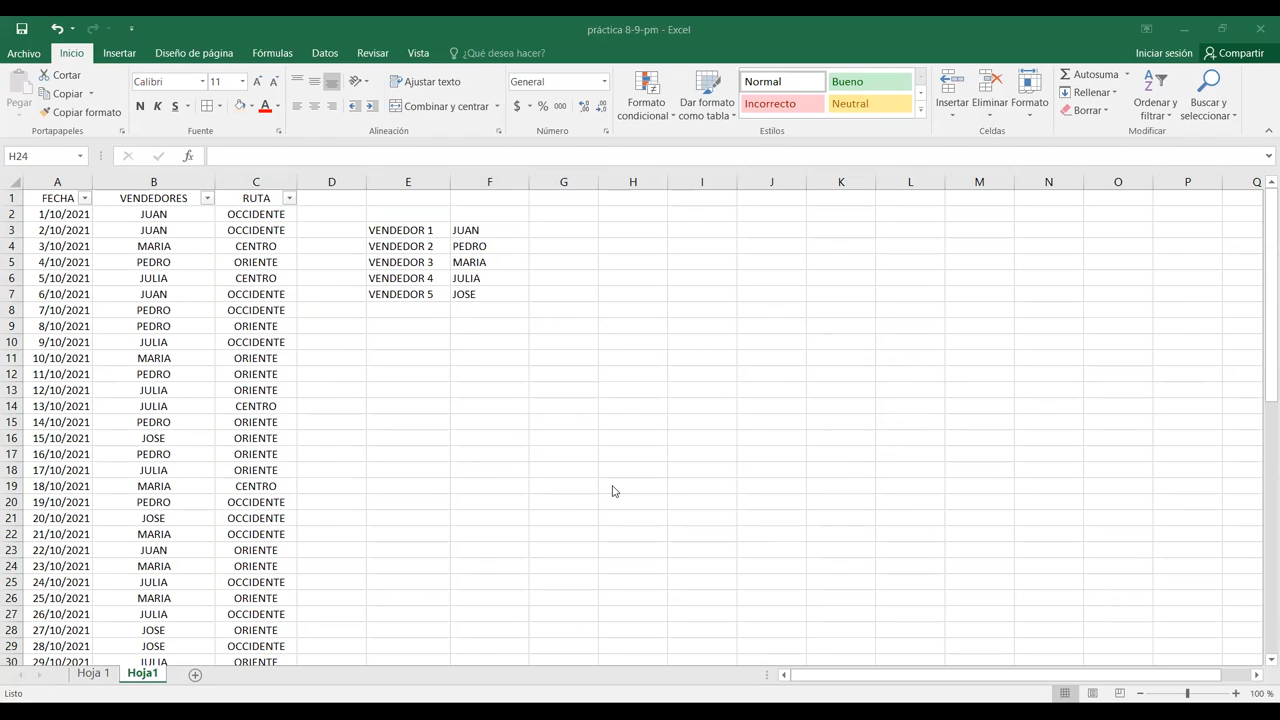 práctica 8-9-pm - Excel
Archivo Inicio Insertar Diseño de página Fórmulas Datos Revisar Vista ¿Qué desea hacer? Iniciar sesión Compartir
Pegar Cortar Copiar Copiar formato Portapapeles
Calibri 11 N K S A Fuente
Ajustar texto Combinar y centrar Alineación
General $ % 000 Número
Formato condicional Dar formato como tabla Normal Bueno Incorrecto Neutral Estilos
Insertar Eliminar Formato Celdas
Autosuma Rellenar Borrar Ordenar y filtrar Buscar y seleccionar Modificar
H24 fx
A B C D E F G H I J K L M N O P Q
1 FECHA VENDEDORES RUTA
2 1/10/2021 JUAN OCCIDENTE
3 2/10/2021 JUAN OCCIDENTE VENDEDOR 1 JUAN
4 3/10/2021 MARIA CENTRO VENDEDOR 2 PEDRO
5 4/10/2021 PEDRO ORIENTE VENDEDOR 3 MARIA
6 5/10/2021 JULIA CENTRO VENDEDOR 4 JULIA
7 6/10/2021 JUAN OCCIDENTE VENDEDOR 5 JOSE
8 7/10/2021 PEDRO OCCIDENTE
9 8/10/2021 PEDRO ORIENTE
10 9/10/2021 JULIA OCCIDENTE
11 10/10/2021 MARIA ORIENTE
12 11/10/2021 PEDRO ORIENTE
13 12/10/2021 JULIA ORIENTE
14 13/10/2021 JULIA CENTRO
15 14/10/2021 PEDRO ORIENTE
16 15/10/2021 JOSE ORIENTE
17 16/10/2021 PEDRO ORIENTE
18 17/10/2021 JULIA ORIENTE
19 18/10/2021 MARIA CENTRO
20 19/10/2021 PEDRO OCCIDENTE
21 20/10/2021 JOSE OCCIDENTE
22 21/10/2021 MARIA OCCIDENTE
23 22/10/2021 JUAN ORIENTE
24 23/10/2021 MARIA ORIENTE
25 24/10/2021 JULIA OCCIDENTE
26 25/10/2021 MARIA ORIENTE
27 26/10/2021 JULIA OCCIDENTE
28 27/10/2021 JOSE ORIENTE
29 28/10/2021 JOSE OCCIDENTE
30 29/10/2021 JULIA ORIENTE
Hoja 1 Hoja1
Listo 100 %